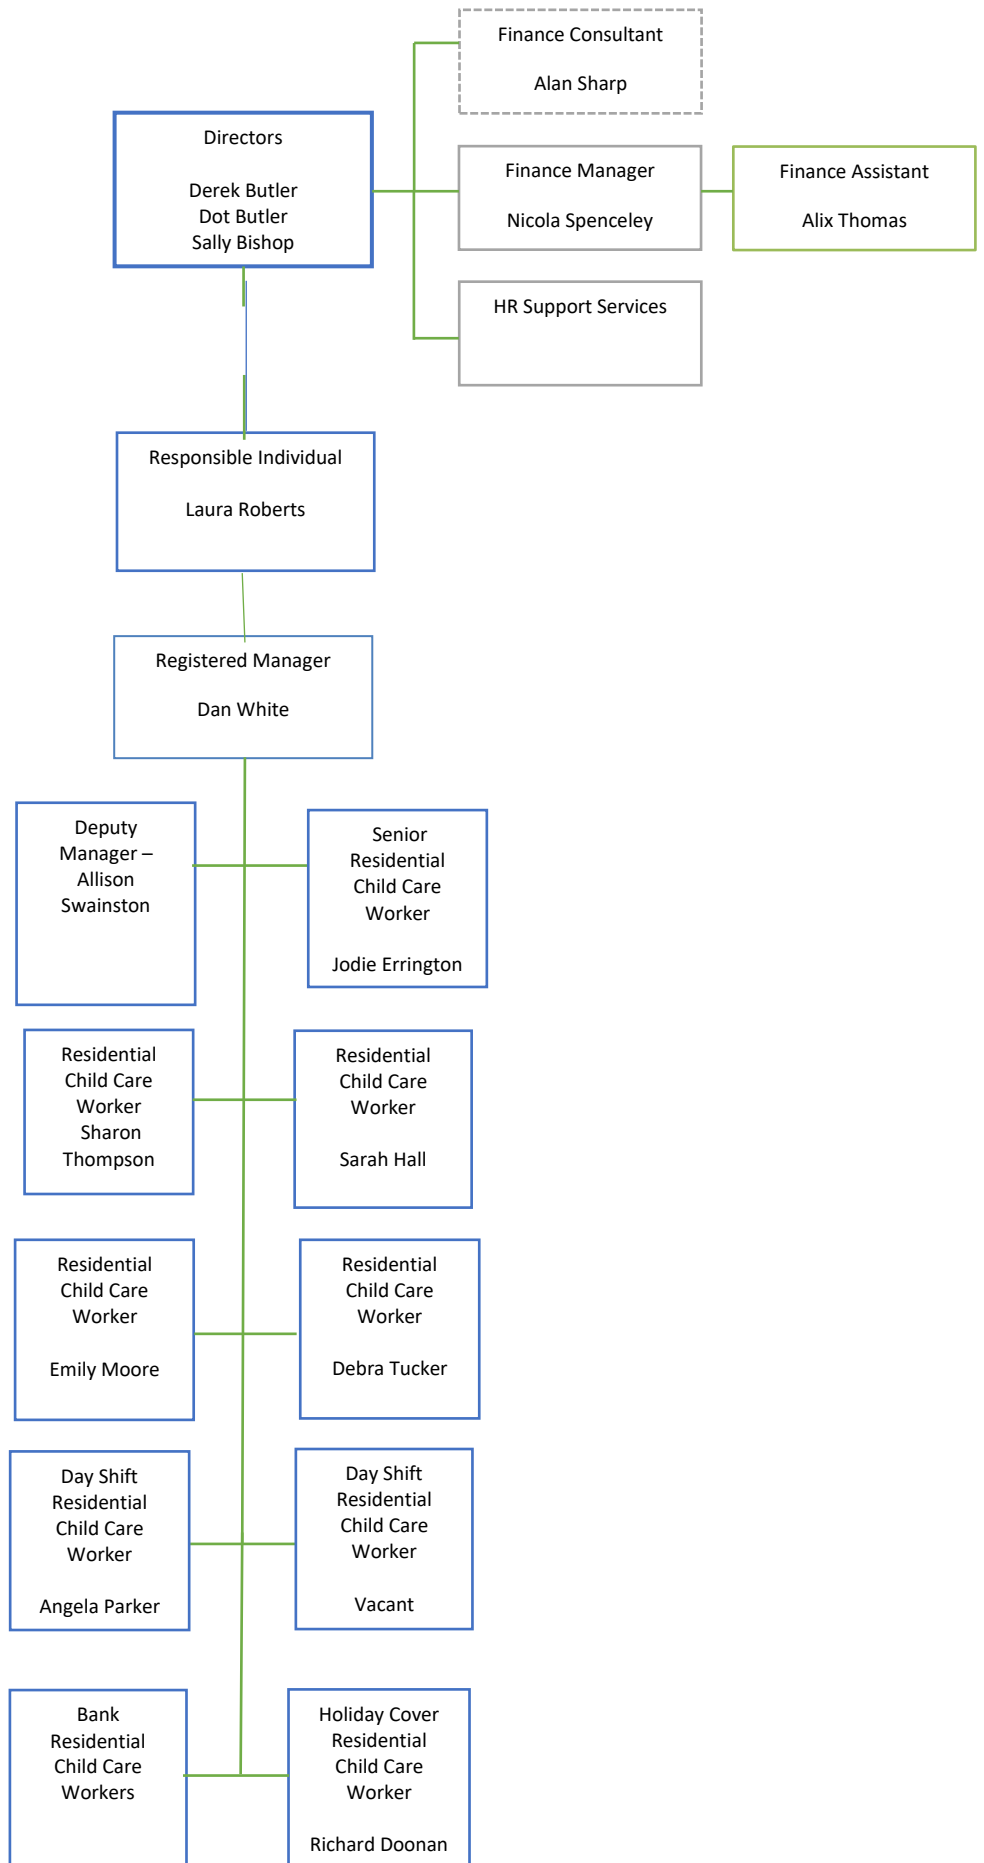 Finance Consultant
Alan Sharp
Directors
Derek Butler
Dot Butler
Sally Bishop
Finance Manager
Nicola Spenceley
Finance Assistant
Alix Thomas
HR Support Services
Responsible Individual
Laura Roberts
Registered Manager
Dan White
Deputy
Manager –
Allison
Swainston
Senior
Residential
Child Care
Worker
Jodie Errington
Residential
Child Care
Worker
Sharon
Thompson
Residential
Child Care
Worker
Sarah Hall
Residential
Child Care
Worker
Emily Moore
Residential
Child Care
Worker
Debra Tucker
Day Shift
Residential
Child Care
Worker
Angela Parker
Day Shift
Residential
Child Care
Worker
Vacant
Bank
Residential
Child Care
Workers
Holiday Cover
Residential
Child Care
Worker
Richard Doonan